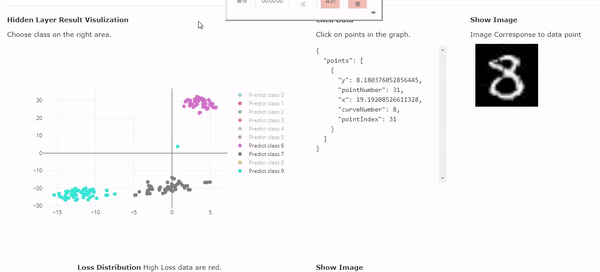 00:00:00
Hidden Layer Result Visulization
Click Data
Show Image
Choose class on the right area.
Click on points in the graph.
Image Corresponse to data point
{
"points": [
{
"y": 8.180376052856445,
"pointNumber": 31,
"x": 19.19208526611328,
"curveNumber": 8,
"pointIndex": 31
}
]
}
30
20
10
0
−10
−20
−30
−15
−10
−5
0
5
Predict class 0
Predict class 1
Predict class 2
Predict class 3
Predict class 4
Predict class 5
Predict class 6
Predict class 7
Predict class 8
Predict class 9
8
Loss Distribution High Loss data are red.
Show Image